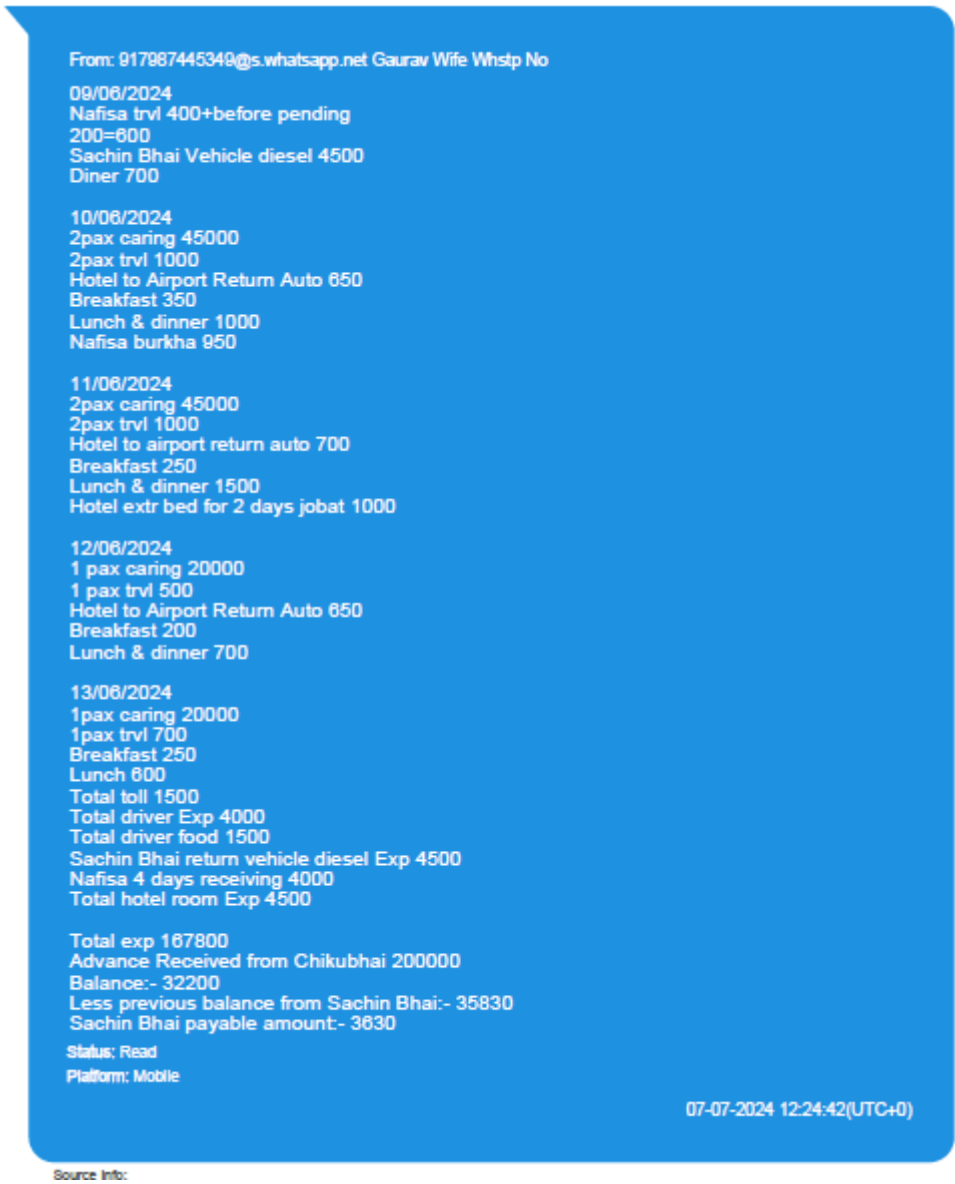 From: 917987445349@s.whatsapp.net Gaurav Wife Whstp No
09/06/2024
Nafisa trvl 400+before pending
200=600
Sachin Bhai Vehicle diesel 4500
Diner 700
10/06/2024
2pax caring 45000
2pax trvl 1000
Hotel to Airport Return Auto 650
Breakfast 350
Lunch & dinner 1000
Nafisa burkha 950
11/06/2024
2pax caring 45000
2pax trvl 1000
Hotel to airport return auto 700
Breakfast 250
Lunch & dinner 1500
Hotel extr bed for 2 days jobat 1000
12/06/2024
1 pax caring 20000
1 pax trvl 500
Hotel to Airport Return Auto 650
Breakfast 200
Lunch & dinner 700
13/06/2024
1pax caring 20000
1pax trvl 700
Breakfast 250
Lunch 600
Total toll 1500
Total driver Exp 4000
Total driver food 1500
Sachin Bhai return vehicle diesel Exp 4500
Nafisa 4 days receiving 4000
Total hotel room Exp 4500
Total exp 167800
Advance Received from Chikubhai 200000
Balance:- 32200
Less previous balance from Sachin Bhai:- 35830
Sachin Bhai payable amount:- 3630
Status: Read
Platform: Mobile
07-07-2024 12:24:42(UTC+0)
Source Info: